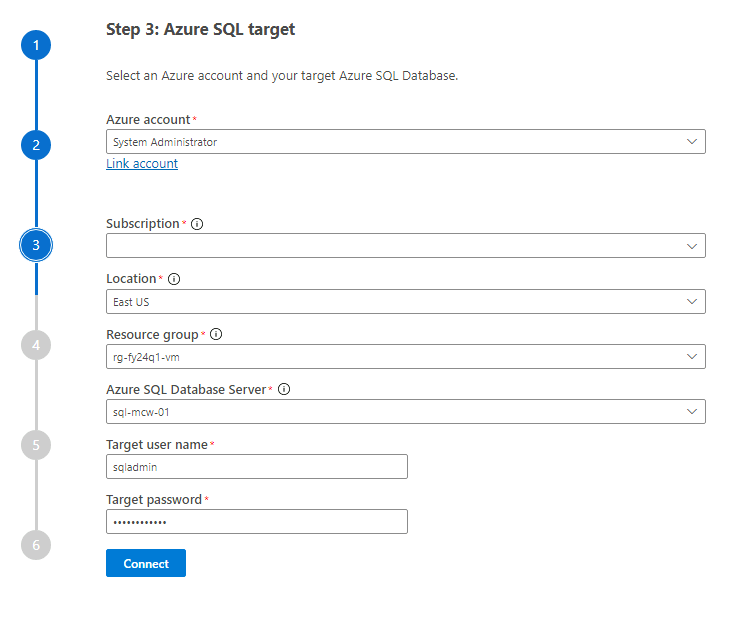 Step 3: Azure SQL target
1
Select an Azure account and your target Azure SQL Database.
Azure account*
2
System Administrator
Link account
Subscription*
3
Location*
East US
Resource group*
4
rg-fy24q1-vm
Azure SQL Database Server*
sql-mcw-01
5
Target user name*
sqladmin
Target password*
••••••••••••
6
Connect